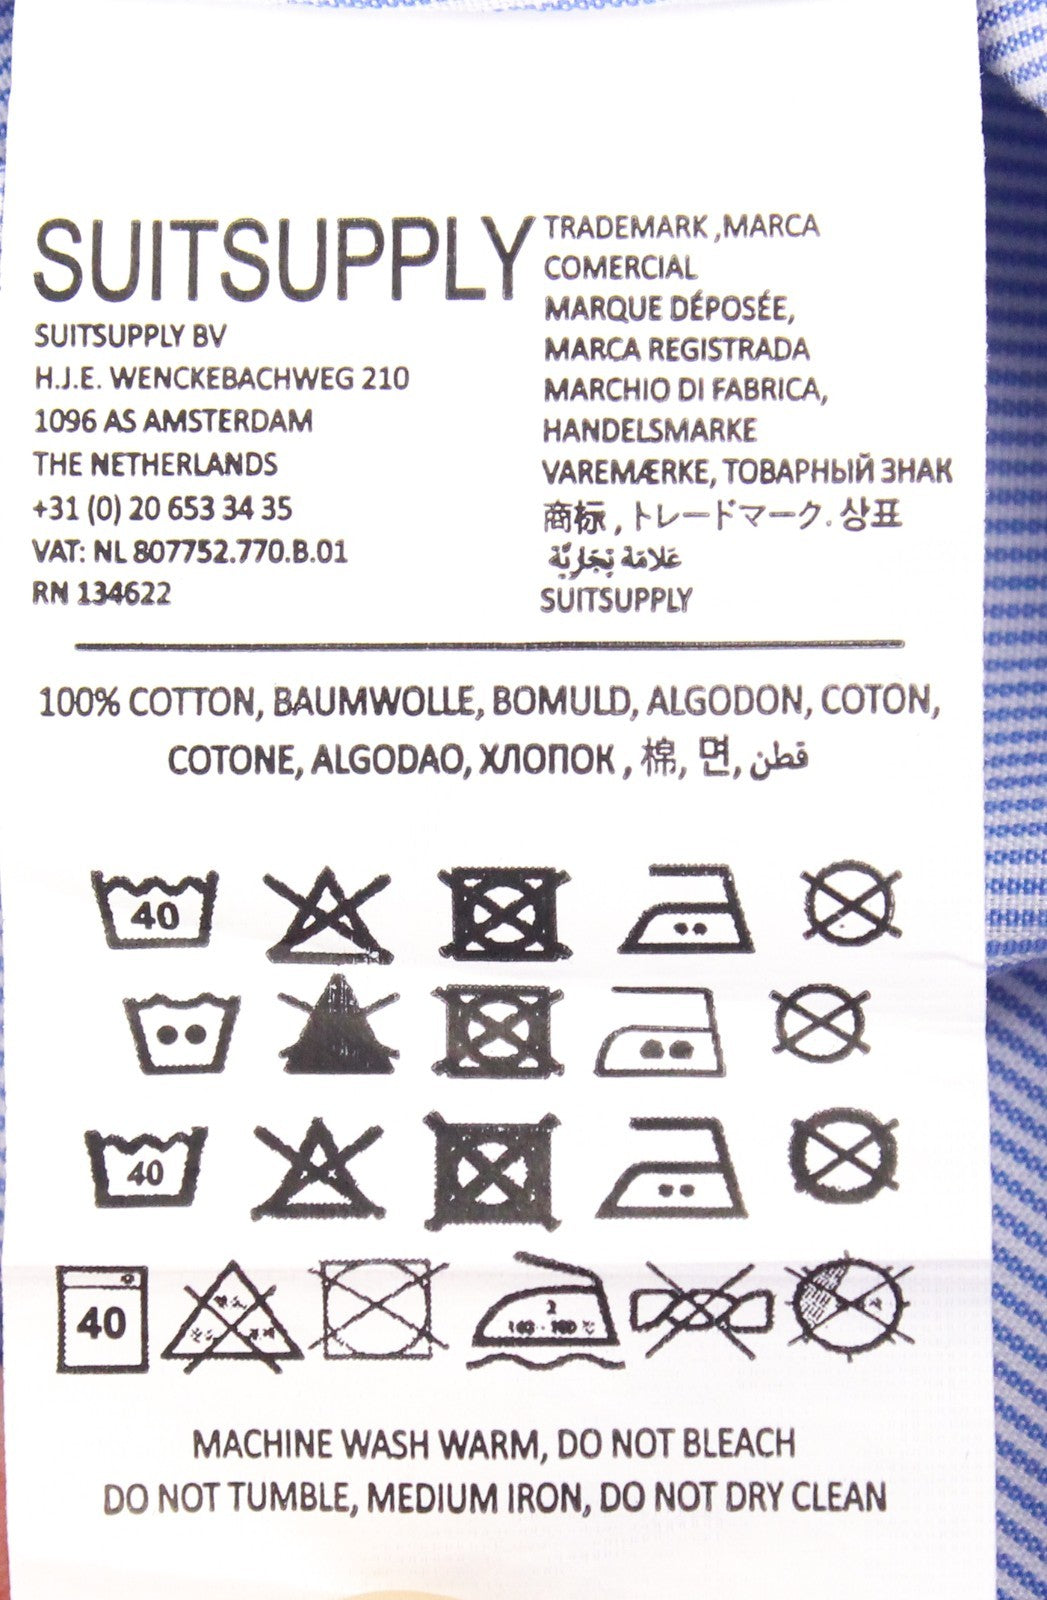 SUITSUPPLY
SUITSUPPLY BV
H.J.E. WENCKEBACHWEG 210
1096 AS AMSTERDAM
THE NETHERLANDS
+31 (0) 20 653 34 35
VAT: NL 807752.770.B.01
RN 134622
TRADEMARK ,MARCA
COMERCIAL
MARQUE DÉPOSÉE,
MARCA REGISTRADA
MARCHIO DI FABRICA,
HANDELSMARKE
VAREMÆRKE, ТОВАРНЫЙ ЗНАК
商标 , トレードマーク. 상표
عَلامَة تِجَارِيَّة
SUITSUPPLY
100% COTTON, BAUMWOLLE, BOMULD, ALGODON, COTON,
COTONE, ALGODAO, ХЛОПОК , 棉, 면, قطن
40
40
40
2
MACHINE WASH WARM, DO NOT BLEACH
DO NOT TUMBLE, MEDIUM IRON, DO NOT DRY CLEAN